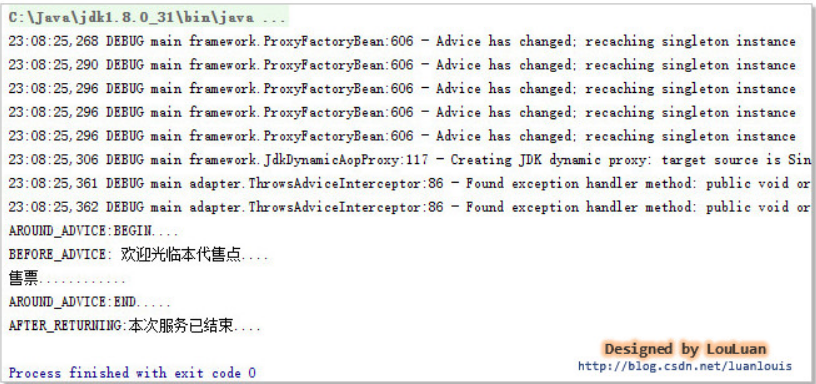 C:\Java\jdk1.8.0_31\bin\java ...
23:08:25,268 DEBUG main framework.ProxyFactoryBean:606 - Advice has changed; recaching singleton instance
23:08:25,290 DEBUG main framework.ProxyFactoryBean:606 - Advice has changed; recaching singleton instance
23:08:25,296 DEBUG main framework.ProxyFactoryBean:606 - Advice has changed; recaching singleton instance
23:08:25,296 DEBUG main framework.ProxyFactoryBean:606 - Advice has changed; recaching singleton instance
23:08:25,296 DEBUG main framework.ProxyFactoryBean:606 - Advice has changed; recaching singleton instance
23:08:25,306 DEBUG main framework.JdkDynamicAopProxy:117 - Creating JDK dynamic proxy: target source is Sin
23:08:25,361 DEBUG main adapter.ThrowsAdviceInterceptor:86 - Found exception handler method: public void or
23:08:25,362 DEBUG main adapter.ThrowsAdviceInterceptor:86 - Found exception handler method: public void or
AROUND_ADVICE:BEGIN....
BEFORE_ADVICE: 欢迎光临本代售点....
售票............
AROUND_ADVICE:END.....
AFTER_RETURNING:本次服务已结束....
Designed by LouLuan
http://blog.csdn.net/luanlouis
Process finished with exit code 0